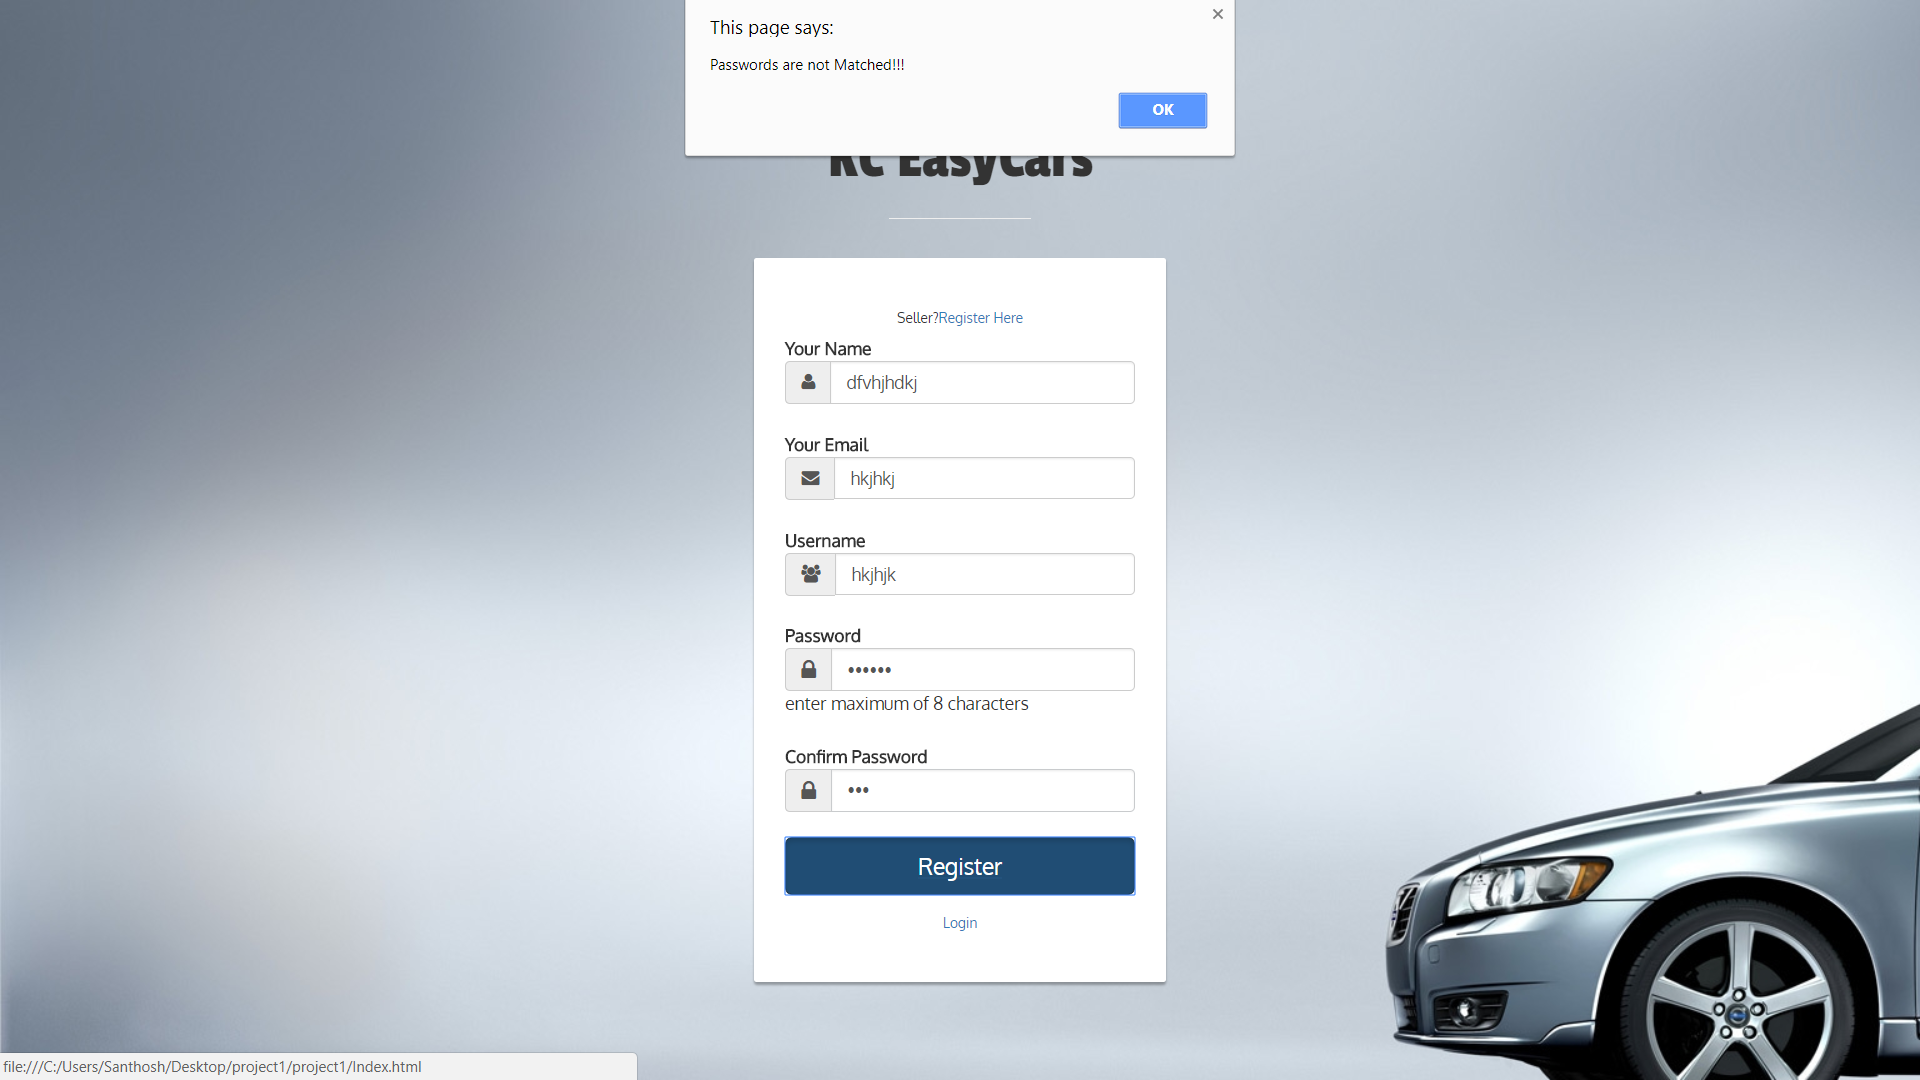 This page says:
Passwords are not Matched!!!
OK
RC EasyCars
Seller?Register Here
Your Name
dfvhjhdkj
Your Email
hkjhkj
Username
hkjhjk
Password
••••••
enter maximum of 8 characters
Confirm Password
•••
Register
Login
file:///C:/Users/Santhosh/Desktop/project1/project1/Index.html